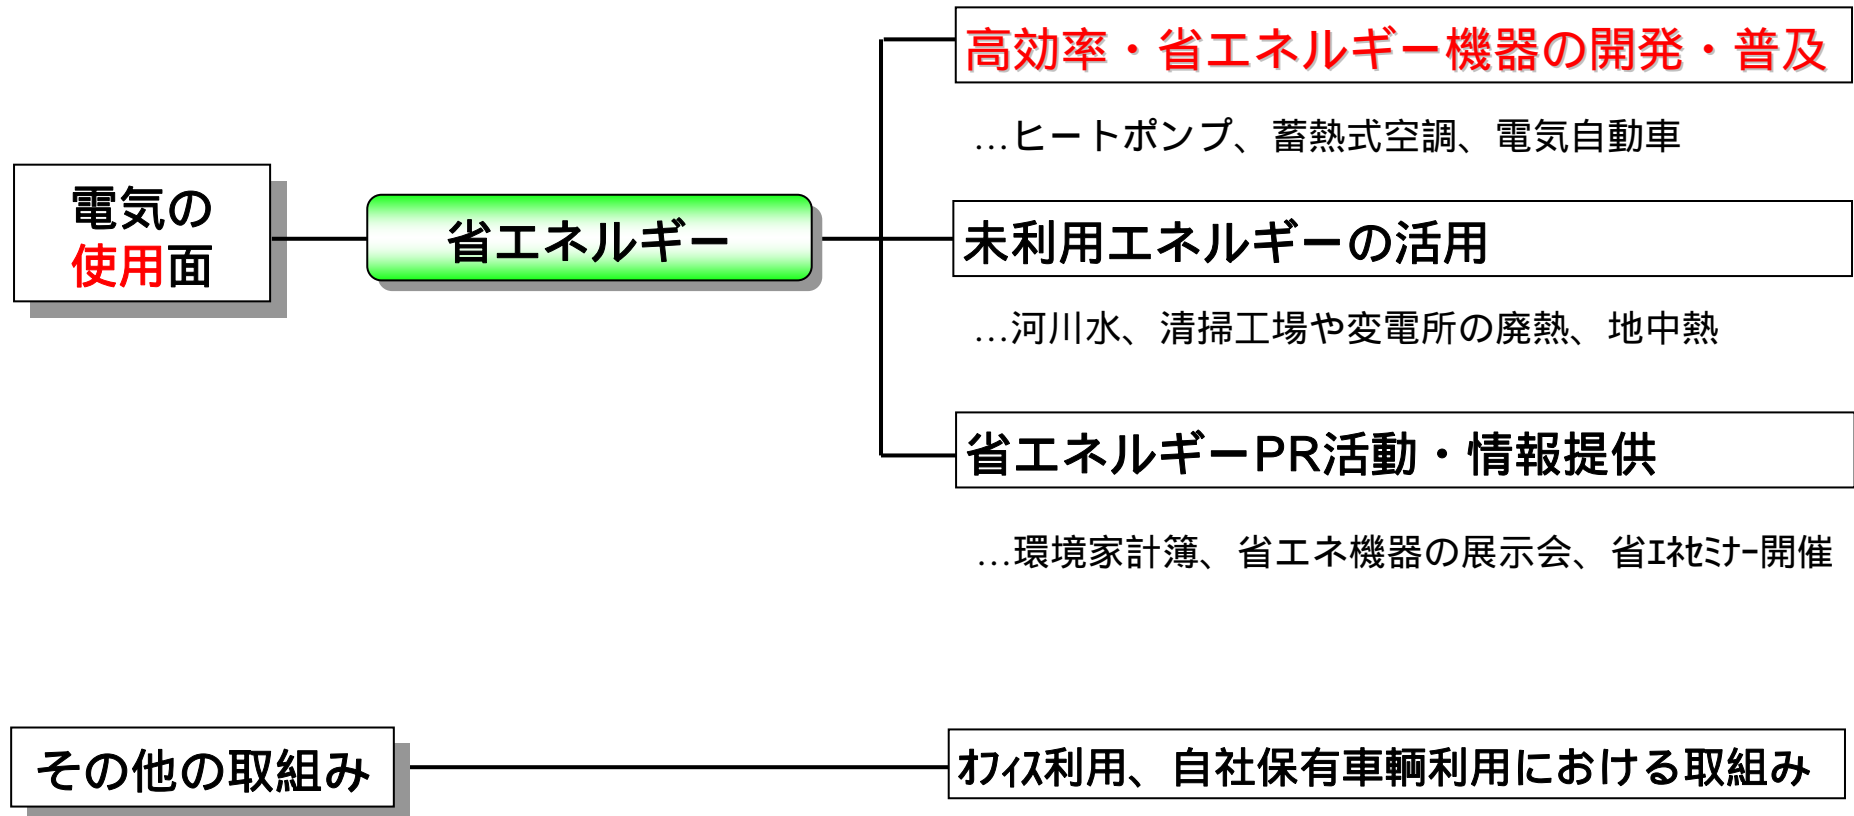 高効率・省エネルギー機器の開発・普及
…ヒートポンプ、蓄熱式空調、電気自動車
電気の
使用面
省エネルギー
未利用エネルギーの活用
…河川水、清掃工場や変電所の廃熱、地中熱
省エネルギーPR活動・情報提供
…環境家計簿、省エネ機器の展示会、省ｴﾈｾﾐﾅｰ開催
その他の取組み
ｵﾌｨｽ利用、自社保有車輌利用における取組み